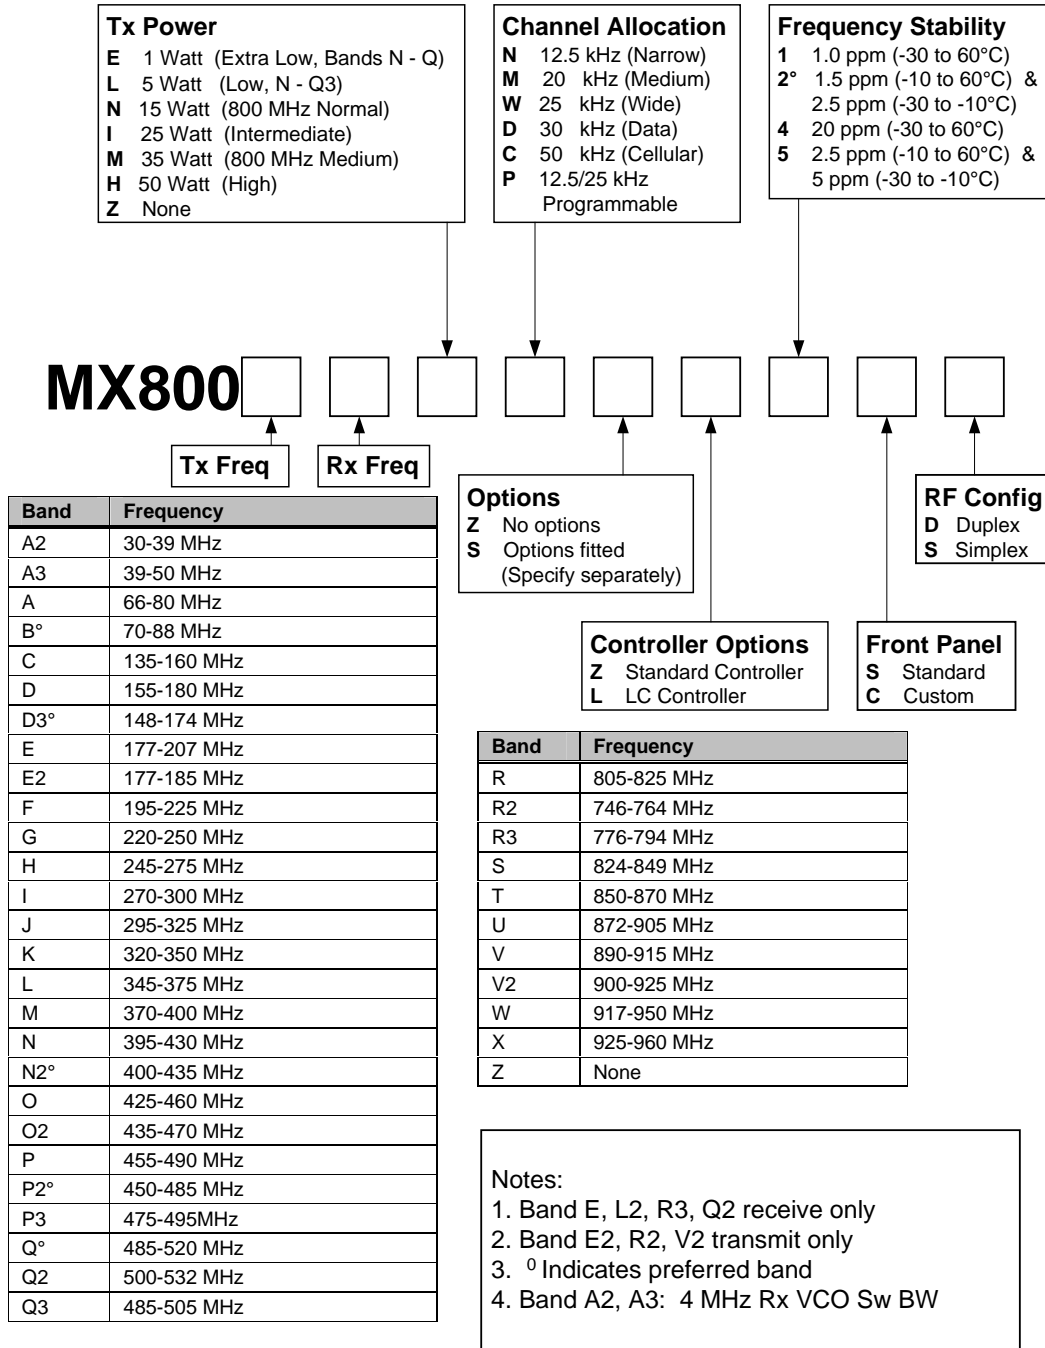 Tx Power
E 1 Watt (Extra Low, Bands N - Q)
L 5 Watt (Low, N - Q3)
N 15 Watt (800 MHz Normal)
I 25 Watt (Intermediate)
M 35 Watt (800 MHz Medium)
H 50 Watt (High)
Z None
Channel Allocation
N 12.5 kHz (Narrow)
M 20 kHz (Medium)
W 25 kHz (Wide)
D 30 kHz (Data)
C 50 kHz (Cellular)
P 12.5/25 kHz
Programmable
Frequency Stability
1 1.0 ppm (-30 to 60°C)
2° 1.5 ppm (-10 to 60°C) &
2.5 ppm (-30 to -10°C)
4 20 ppm (-30 to 60°C)
5 2.5 ppm (-10 to 60°C) &
5 ppm (-30 to -10°C)
MX800
Tx Freq
Rx Freq
Options
Z No options
S Options fitted
(Specify separately)
RF Config
D Duplex
S Simplex
Controller Options
Z Standard Controller
L LC Controller
Front Panel
S Standard
C Custom
Band Frequency
A2 30-39 MHz
A3 39-50 MHz
A 66-80 MHz
B° 70-88 MHz
C 135-160 MHz
D 155-180 MHz
D3° 148-174 MHz
E 177-207 MHz
E2 177-185 MHz
F 195-225 MHz
G 220-250 MHz
H 245-275 MHz
I 270-300 MHz
J 295-325 MHz
K 320-350 MHz
L 345-375 MHz
M 370-400 MHz
N 395-430 MHz
N2° 400-435 MHz
O 425-460 MHz
O2 435-470 MHz
P 455-490 MHz
P2° 450-485 MHz
P3 475-495MHz
Q° 485-520 MHz
Q2 500-532 MHz
Q3 485-505 MHz
Band Frequency
R 805-825 MHz
R2 746-764 MHz
R3 776-794 MHz
S 824-849 MHz
T 850-870 MHz
U 872-905 MHz
V 890-915 MHz
V2 900-925 MHz
W 917-950 MHz
X 925-960 MHz
Z None
Notes:
1. Band E, L2, R3, Q2 receive only
2. Band E2, R2, V2 transmit only
3. ⁰ Indicates preferred band
4. Band A2, A3: 4 MHz Rx VCO Sw BW